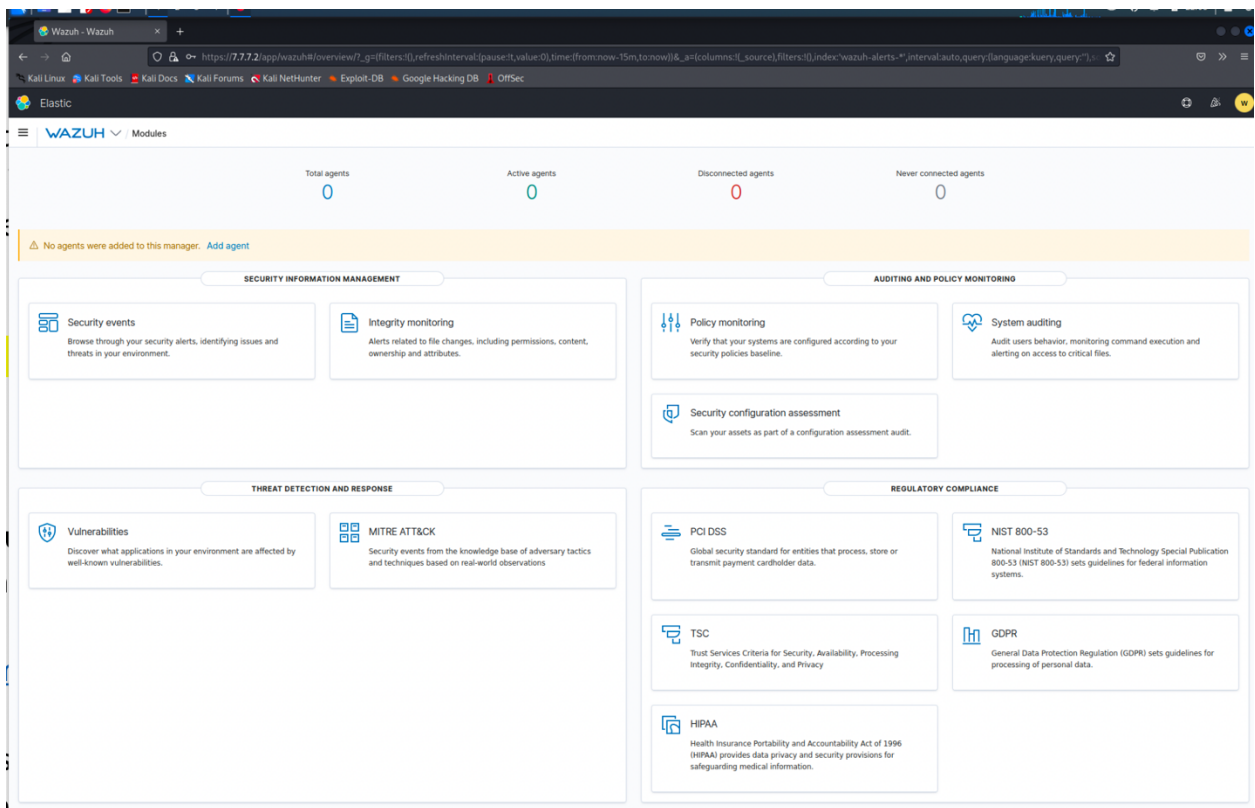 Wazuh - Wazuh
https://7.7.7.2/app/wazuh#/overview/?_g=(filters:!(),refreshInterval:(pause:!t,value:0),time:(from:now-15m,to:now))&_a=(columns:!(_source),filters:!(),index:'wazuh-alerts-*',interval:auto,query:(language:kuery,query:''),s
Kali Linux Kali Tools Kali Docs Kali Forums Kali NetHunter Exploit-DB Google Hacking DB OffSec
Elastic
W
WAZUH / Modules
Total agents
0
Active agents
0
Disconnected agents
0
Never connected agents
0
No agents were added to this manager. Add agent
SECURITY INFORMATION MANAGEMENT
Security events
Browse through your security alerts, identifying issues and
threats in your environment.
Integrity monitoring
Alerts related to file changes, including permissions, content,
ownership and attributes.
AUDITING AND POLICY MONITORING
Policy monitoring
Verify that your systems are configured according to your
security policies baseline.
System auditing
Audit users behavior, monitoring command execution and
alerting on access to critical files.
Security configuration assessment
Scan your assets as part of a configuration assessment audit.
THREAT DETECTION AND RESPONSE
Vulnerabilities
Discover what applications in your environment are affected by
well-known vulnerabilities.
MITRE ATT&CK
Security events from the knowledge base of adversary tactics
and techniques based on real-world observations
REGULATORY COMPLIANCE
PCI DSS
Global security standard for entities that process, store or
transmit payment cardholder data.
NIST 800-53
National Institute of Standards and Technology Special Publication
800-53 (NIST 800-53) sets guidelines for federal information
systems.
TSC
Trust Services Criteria for Security, Availability, Processing
Integrity, Confidentiality, and Privacy
GDPR
General Data Protection Regulation (GDPR) sets guidelines for
processing of personal data.
HIPAA
Health Insurance Portability and Accountability Act of 1996
(HIPAA) provides data privacy and security provisions for
safeguarding medical information.